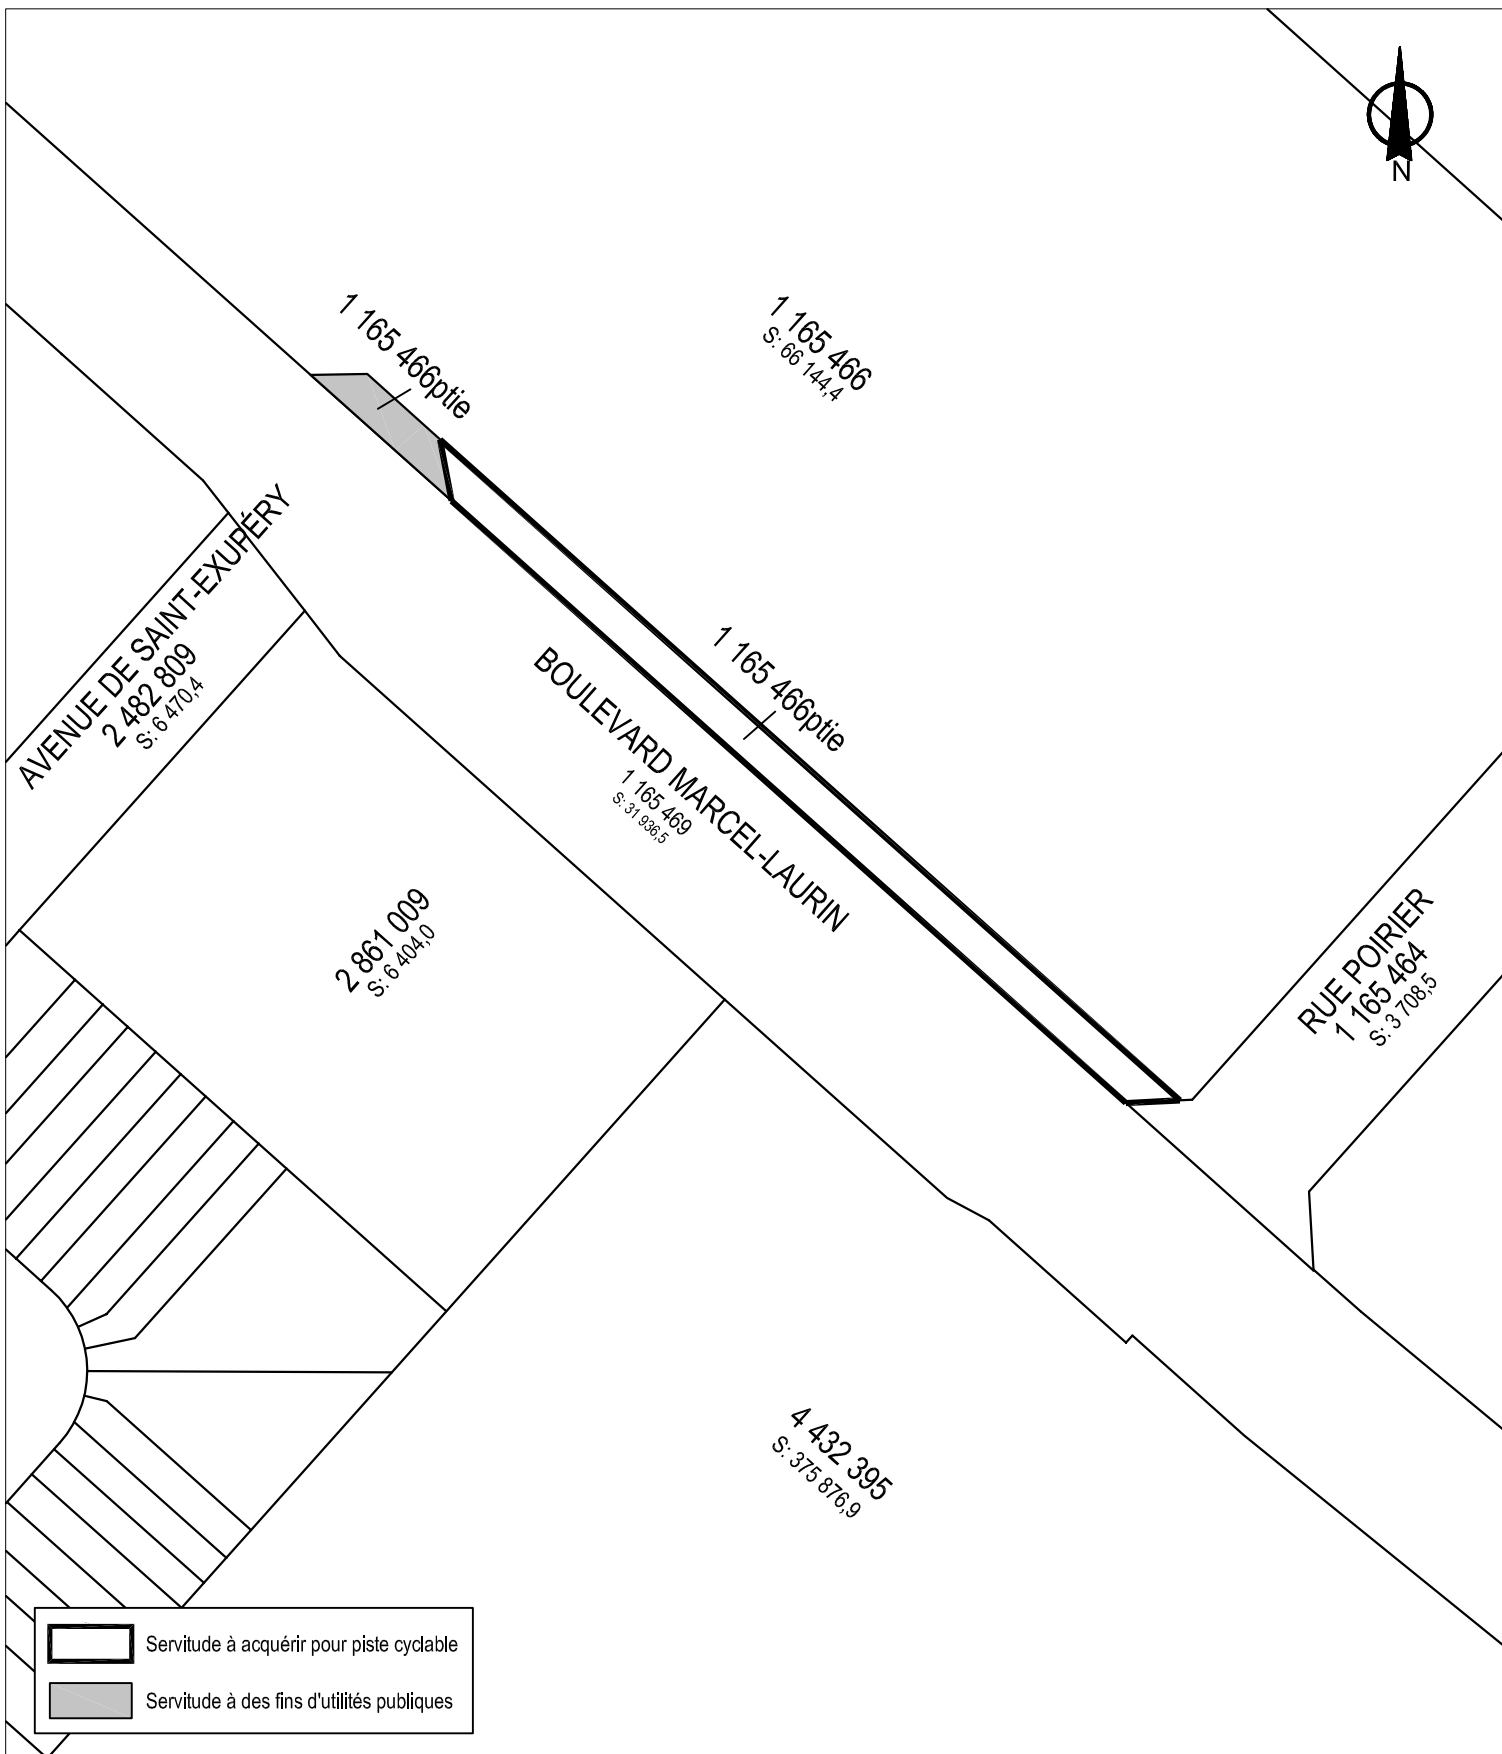 N
1 165 466ptie
1 165 466
S: 66 144,4
AVENUE DE SAINT-EXUPÉRY
2 482 809
S: 6 470,4
1 165 466ptie
BOULEVARD MARCEL-LAURIN
1 165 469
S: 31 936,5
2 861 009
S: 6 404,0
RUE POIRIER
1 165 464
S: 3 708,5
4 432 395
S: 375 876,9
Servitude à acquérir pour piste cyclable
Servitude à des fins d'utilités publiques